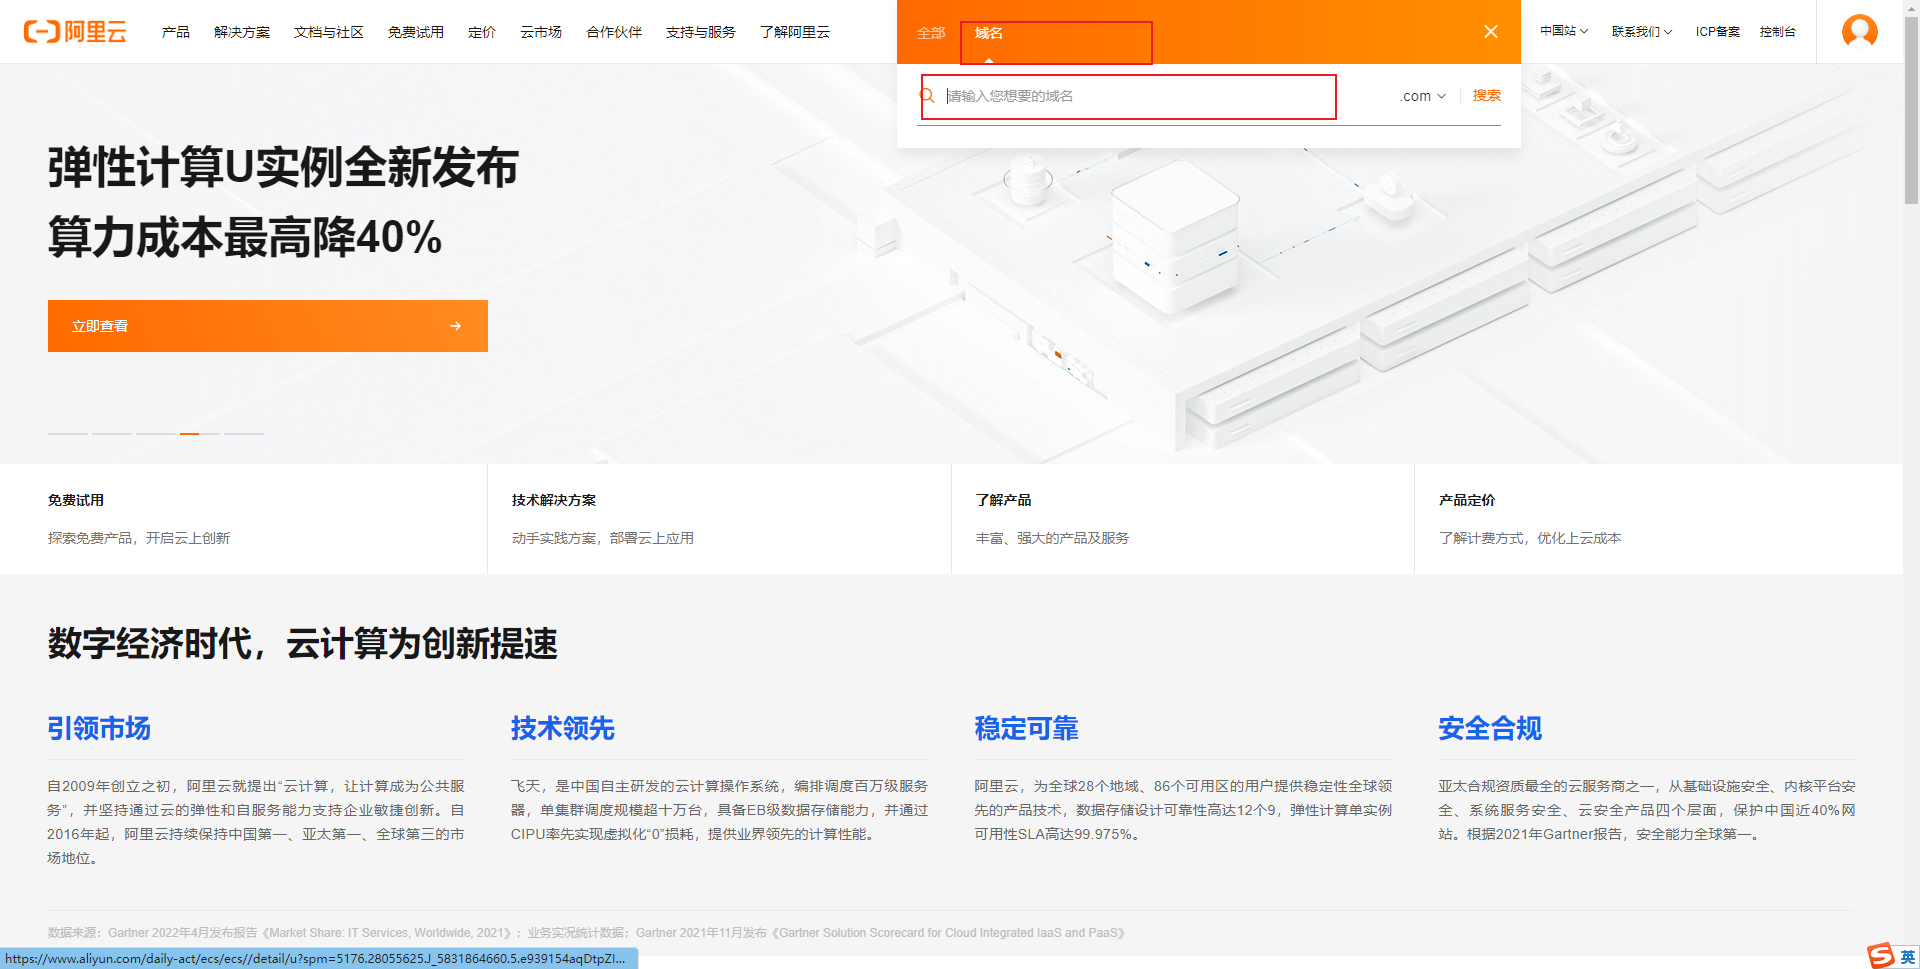 阿里云
产品 解决方案 文档与社区 免费试用 定价 云市场 合作伙伴 支持与服务 了解阿里云
全部 域名
中国站 联系我们 ICP备案 控制台
请输入您想要的域名 .com 搜索
弹性计算U实例全新发布
算力成本最高降40%
立即查看
免费试用
探索免费产品，开启云上创新
技术解决方案
动手实践方案，部署云上应用
了解产品
丰富、强大的产品及服务
产品定价
了解计费方式，优化上云成本
数字经济时代，云计算为创新提速
引领市场
自2009年创立之初，阿里云就提出“云计算，让计算成为公共服
务”，并坚持通过云的弹性和自服务能力支持企业敏捷创新。自
2016年起，阿里云持续保持中国第一、亚太第一、全球第三的市
场地位。
技术领先
飞天，是中国自主研发的云计算操作系统，编排调度百万级服务
器，单集群调度规模超十万台，具备EB级数据存储能力，并通过
CIPU率先实现虚拟化“0”损耗，提供业界领先的计算性能。
稳定可靠
阿里云，为全球28个地域、86个可用区的用户提供稳定性全球领
先的产品技术，数据存储设计可靠性高达12个9，弹性计算单实例
可用性SLA高达99.975%。
安全合规
亚太合规资质最全的云服务商之一，从基础设施安全、内核平台安
全、系统服务安全、云安全产品四个层面，保护中国近40%网
站。根据2021年Gartner报告，安全能力全球第一。
数据来源：Gartner 2022年4月发布报告《Market Share: IT Services, Worldwide, 2021》；业务实况统计数据；Gartner 2021年11月发布《Gartner Solution Scorecard for Cloud Integrated IaaS and PaaS》
https://www.aliyun.com/daily-act/ecs/ecs//detail/u?spm=5176.28055625.J_5831864660.5.e939154aqDtpZI...
S 英